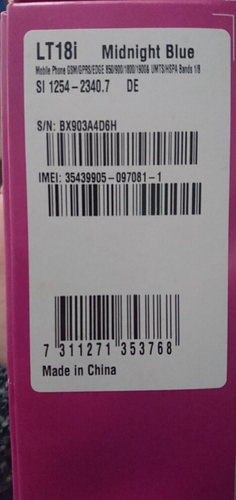 LT18i Midnight Blue
Mobile Phone GSM/GPRS/EDGE 850/900/1800/1900& UMTS/HSPA Bands 1/8
SI 1254-2340.7 DE
S/N: BX903A4D6H
IMEI: 35439905-097081-1
7 311271 353768
Made in China